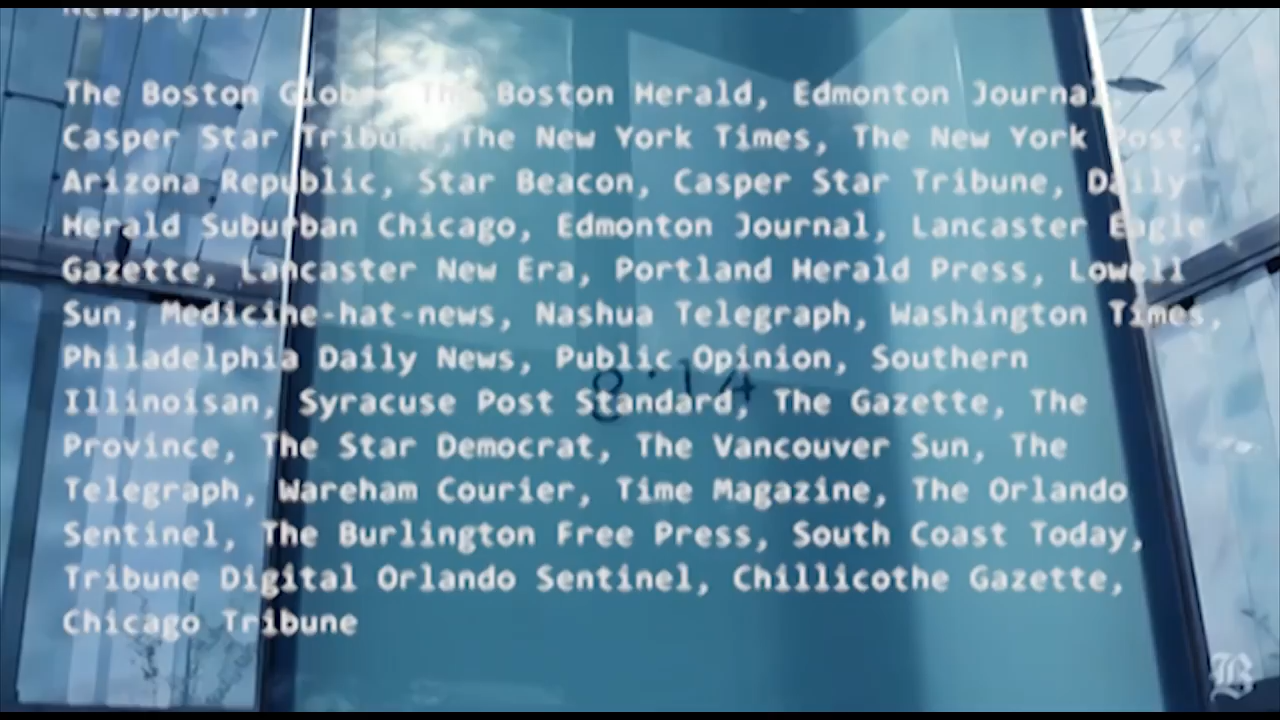 Newspapers
The Boston Globe, The Boston Herald, Edmonton Journal,
Casper Star Tribune,The New York Times, The New York Post,
Arizona Republic, Star Beacon, Casper Star Tribune, Daily
Herald Suburban Chicago, Edmonton Journal, Lancaster Eagle
Gazette, Lancaster New Era, Portland Herald Press, Lowell
Sun, Medicine-hat-news, Nashua Telegraph, Washington Times,
Philadelphia Daily News, Public Opinion, Southern
8:14
Illinoisan, Syracuse Post Standard, The Gazette, The
Province, The Star Democrat, The Vancouver Sun, The
Telegraph, Wareham Courier, Time Magazine, The Orlando
Sentinel, The Burlington Free Press, South Coast Today,
Tribune Digital Orlando Sentinel, Chillicothe Gazette,
Chicago Tribune
B